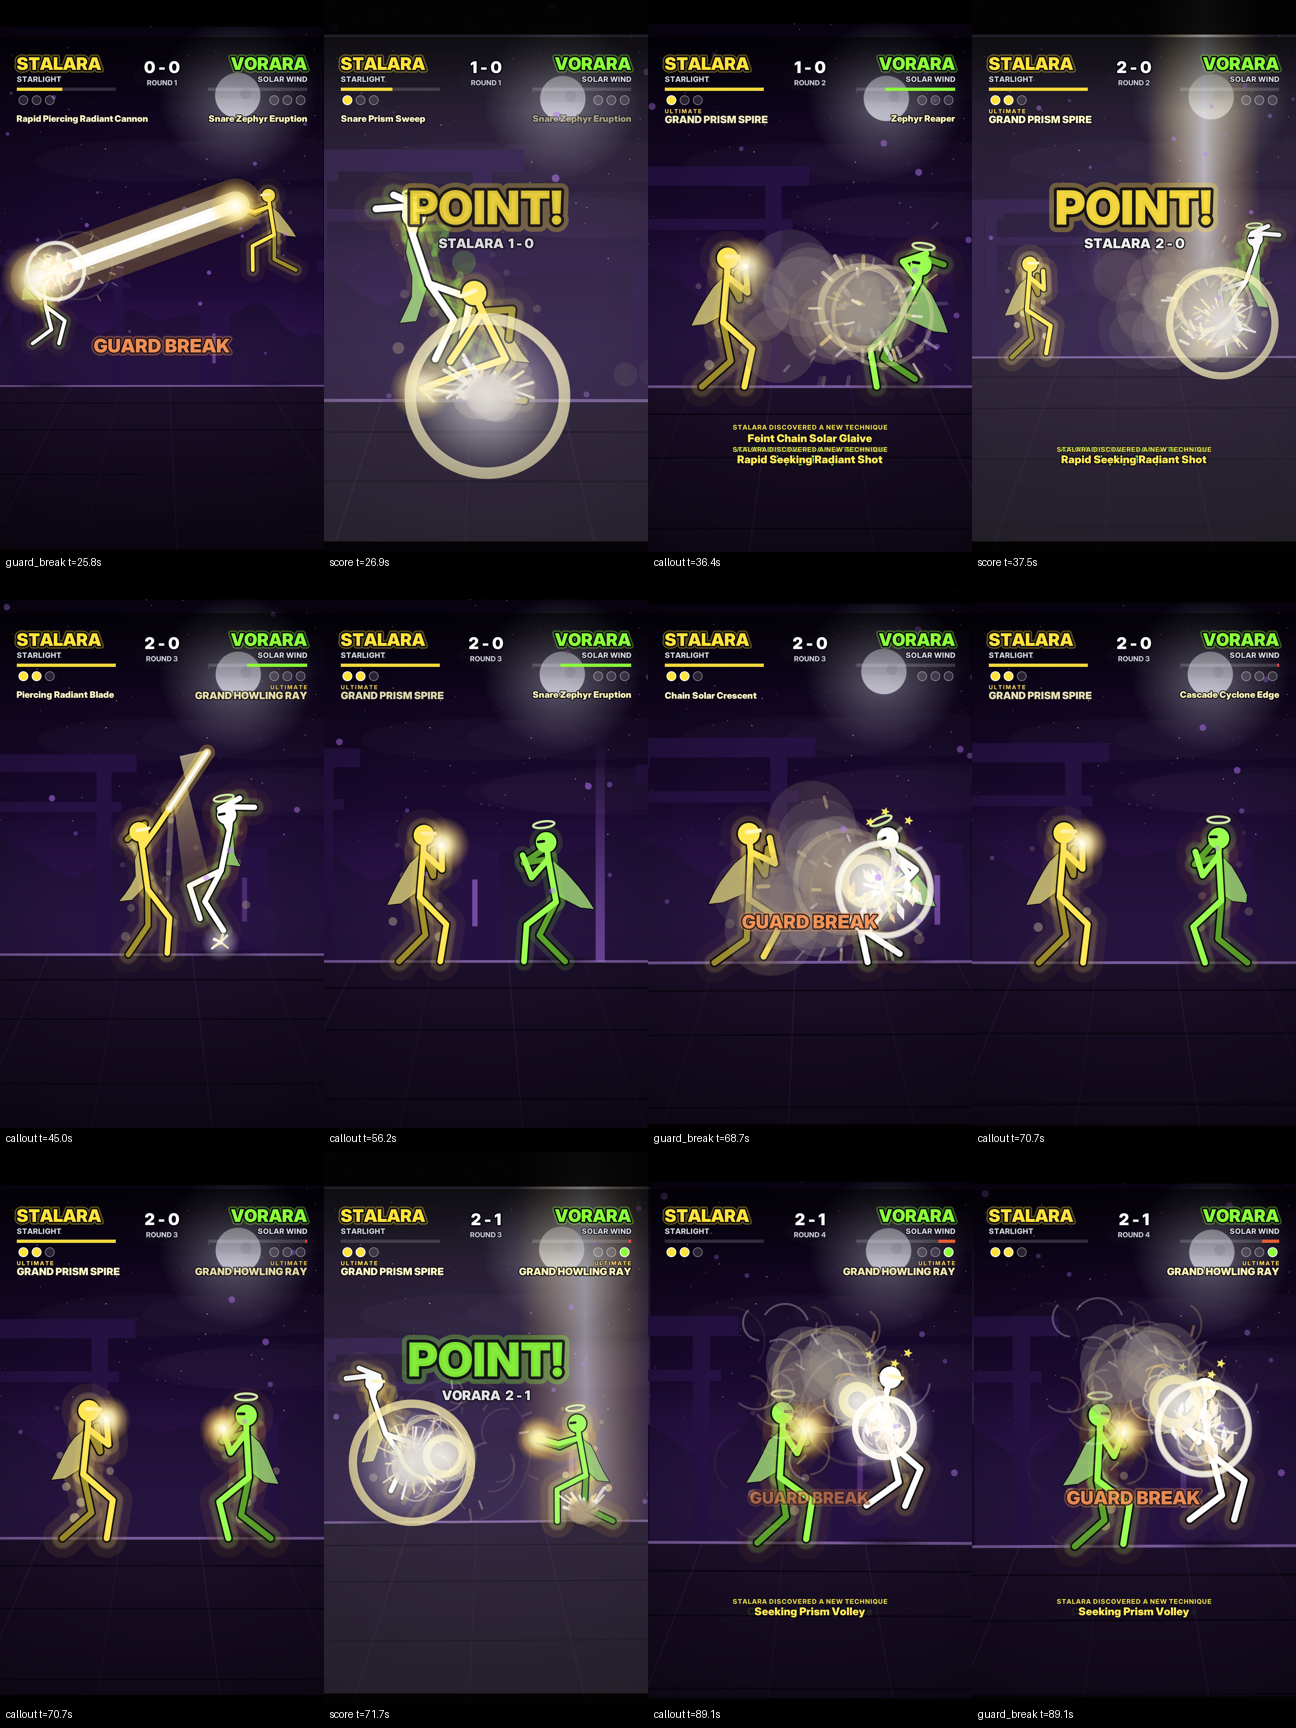 STALARA
0-0
VORARA
STARLIGHT
ROUND 1
SOLAR WIND
Rapid Piercing Radiant Cannon
Snare Zephyr Eruption
GUARD BREAK
guard_break t=25.8s
STALARA
1-0
VORARA
STARLIGHT
ROUND 1
SOLAR WIND
Snare Prism Sweep
Snare Zephyr Eruption
POINT!
STALARA 1-0
score t=26.9s
STALARA
1-0
VORARA
STARLIGHT
ROUND 2
SOLAR WIND
ULTIMATE
GRAND PRISM SPIRE
Zephyr Reaper
STALARA DISCOVERED A NEW TECHNIQUE
Feint Chain Solar Glaive
STALARA DISCOVERED A NEW TECHNIQUE
Rapid Seeking Radiant Shot
callout t=36.4s
STALARA
2-0
VORARA
STARLIGHT
ROUND 2
SOLAR WIND
ULTIMATE
GRAND PRISM SPIRE
POINT!
STALARA 2-0
STALARA DISCOVERED A NEW TECHNIQUE
Rapid Seeking Radiant Shot
score t=37.5s
STALARA
2-0
VORARA
STARLIGHT
ROUND 3
SOLAR WIND
Piercing Radiant Blade
ULTIMATE
GRAND HOWLING RAY
callout t=45.0s
STALARA
2-0
VORARA
STARLIGHT
ROUND 3
SOLAR WIND
ULTIMATE
GRAND PRISM SPIRE
Snare Zephyr Eruption
callout t=56.2s
STALARA
2-0
VORARA
STARLIGHT
ROUND 3
SOLAR WIND
Chain Solar Crescent
GUARD BREAK
guard_break t=68.7s
STALARA
2-0
VORARA
STARLIGHT
ROUND 3
SOLAR WIND
ULTIMATE
GRAND PRISM SPIRE
Cascade Cyclone Edge
callout t=70.7s
STALARA
2-0
VORARA
STARLIGHT
ROUND 3
SOLAR WIND
ULTIMATE
GRAND PRISM SPIRE
ULTIMATE
GRAND HOWLING RAY
callout t=70.7s
STALARA
2-1
VORARA
STARLIGHT
ROUND 3
SOLAR WIND
ULTIMATE
GRAND PRISM SPIRE
ULTIMATE
GRAND HOWLING RAY
POINT!
VORARA 2-1
score t=71.7s
STALARA
2-1
VORARA
STARLIGHT
ROUND 4
SOLAR WIND
ULTIMATE
GRAND HOWLING RAY
GUARD BREAK
STALARA DISCOVERED A NEW TECHNIQUE
Seeking Prism Volley
callout t=89.1s
STALARA
2-1
VORARA
STARLIGHT
ROUND 4
SOLAR WIND
ULTIMATE
GRAND HOWLING RAY
GUARD BREAK
STALARA DISCOVERED A NEW TECHNIQUE
Seeking Prism Volley
guard_break t=89.1s